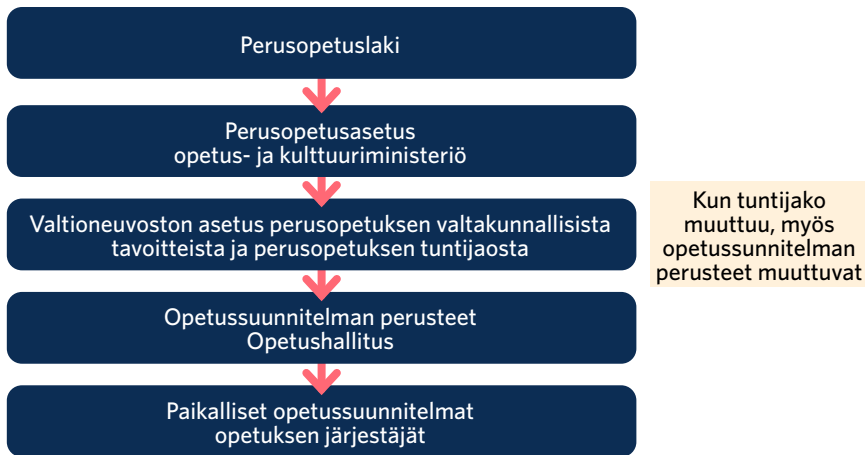 Perusopetuslaki
Perusopetusasetus
opetus- ja kulttuuriministeriö
Valtioneuvoston asetus perusopetuksen valtakunnallisista
tavoitteista ja perusopetuksen tuntijaosta
Kun tuntijako
muuttuu, myös
opetussunnitelman
perusteet muuttuvat
Opetussuunnitelman perusteet
Opetushallitus
Paikalliset opetussuunnitelmat
opetuksen järjestäjät